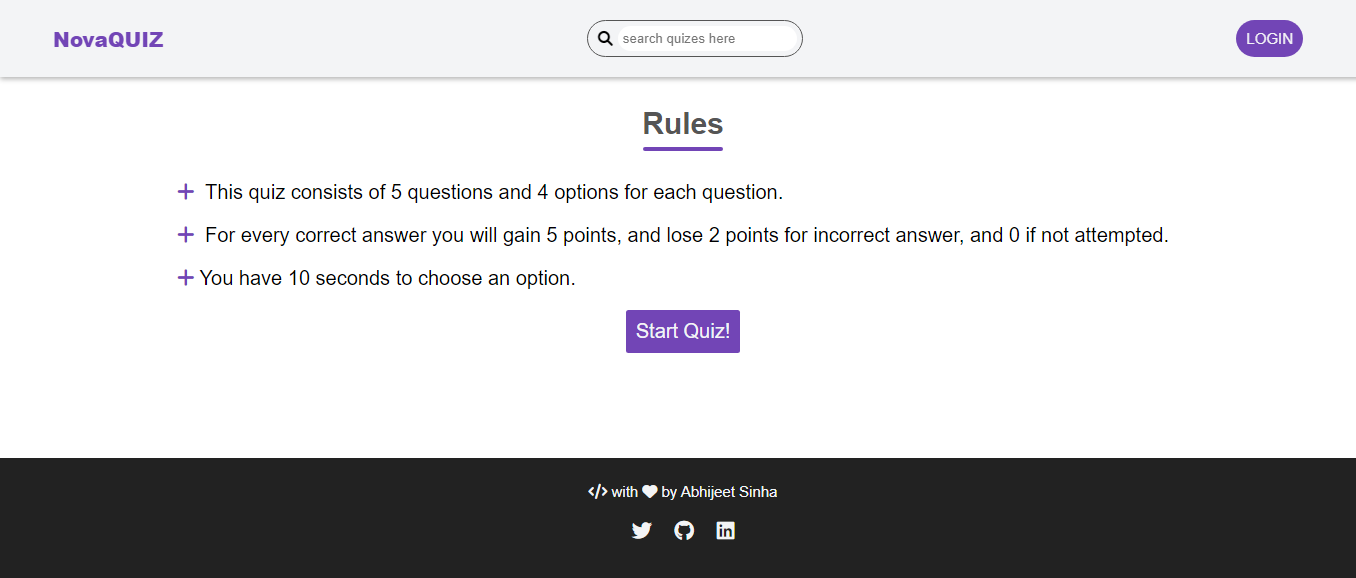 NovaQUIZ
search quizes here
LOGIN
Rules
This quiz consists of 5 questions and 4 options for each question.
For every correct answer you will gain 5 points, and lose 2 points for incorrect answer, and 0 if not attempted.
You have 10 seconds to choose an option.
Start Quiz!
</> with ♥ by Abhijeet Sinha